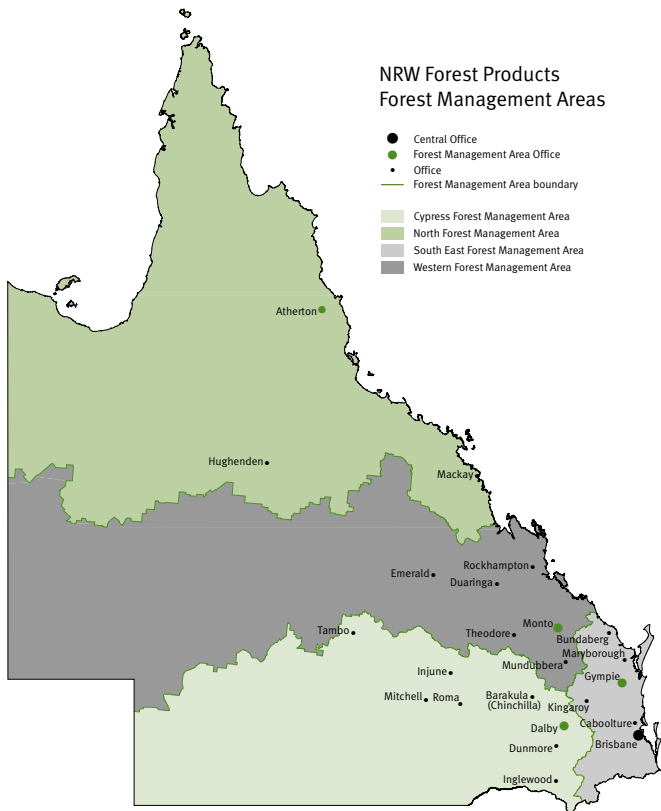 NRW Forest Products
Forest Management Areas
Central Office
Forest Management Area Office
Office
Forest Management Area boundary
Cypress Forest Management Area
North Forest Management Area
South East Forest Management Area
Western Forest Management Area
Atherton
Hughenden
Mackay
Rockhampton
Emerald
Duaringa
Monto
Tambo
Theodore
Bundaberg
Maryborough
Mundubbera
Injune
Gympie
Mitchell
Roma
Barakula
(Chinchilla)
Kingaroy
Caboolture
Dalby
Brisbane
Dunmore
Inglewood